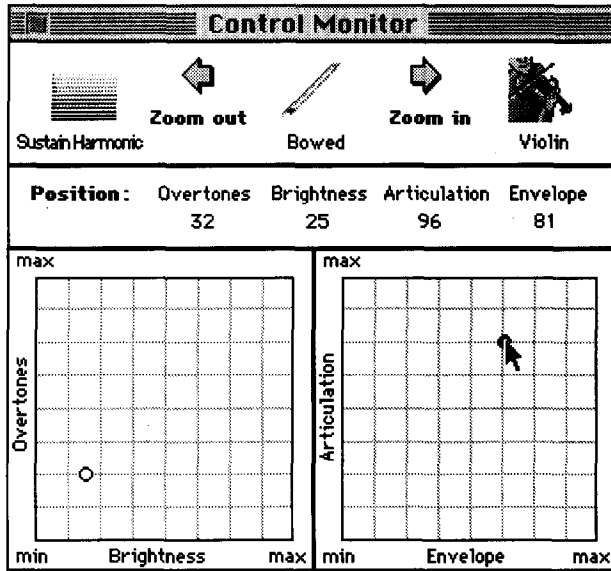 Control Monitor
Zoom out Zoom in
Sustain Harmonic Bowed Violin
Position: Overtones Brightness Articulation Envelope
32 25 96 81
max max
Overtones Articulation
min Brightness max min Envelope max